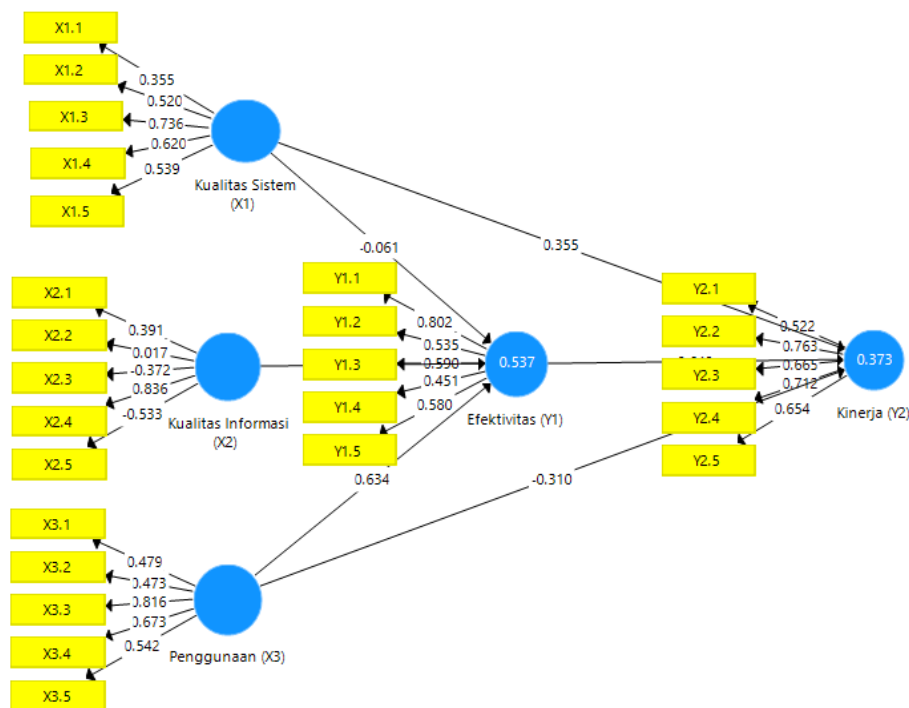 X1.1
X1.2
X1.3
X1.4
X1.5
0.355
0.520
0.736
0.620
0.539
Kualitas Sistem
(X1)
-0.061
0.355
X2.1
X2.2
X2.3
X2.4
X2.5
0.391
0.017
-0.372
0.836
-0.533
Kualitas Informasi
(X2)
Y1.1
Y1.2
Y1.3
Y1.4
Y1.5
0.802
0.535
0.590
0.451
0.580
0.537
Efektivitas (Y1)
Y2.1
Y2.2
Y2.3
Y2.4
Y2.5
0.522
0.763
0.665
0.712
0.654
0.373
Kinerja (Y2)
0.634
-0.310
X3.1
X3.2
X3.3
X3.4
X3.5
0.479
0.473
0.816
0.673
0.542
Penggunaan (X3)